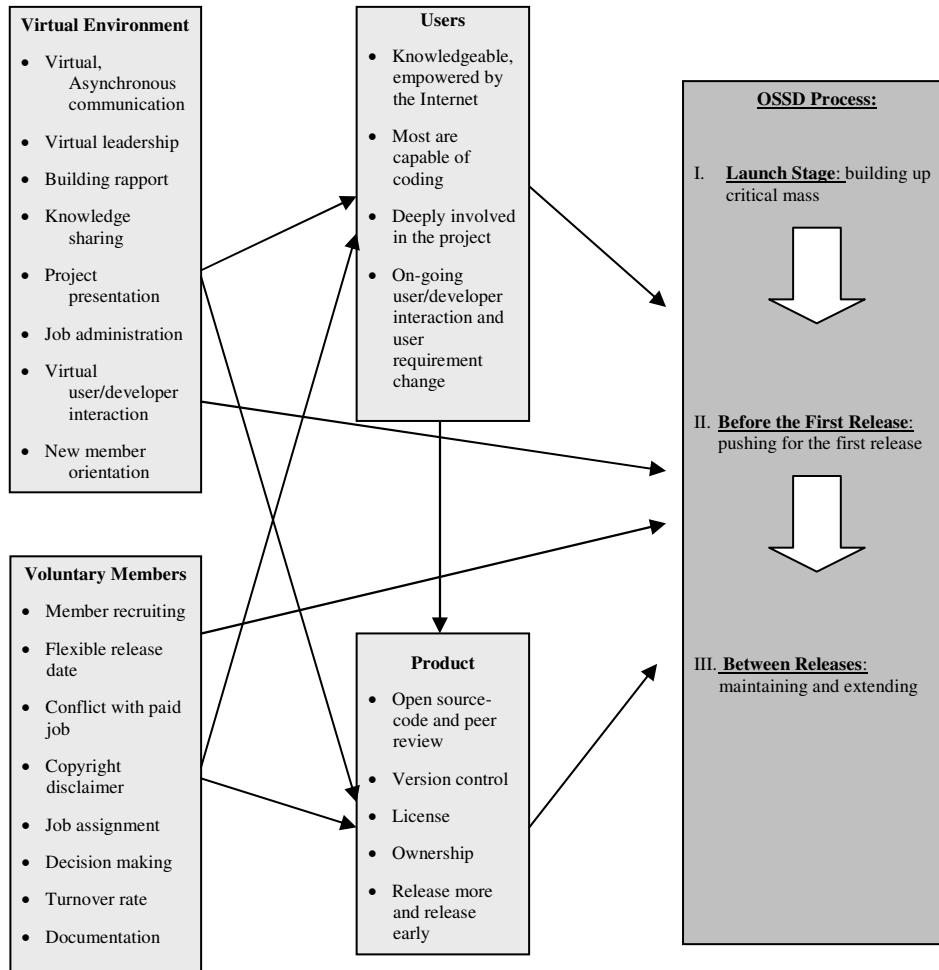 Virtual Environment
• Virtual,
Asynchronous
communication
• Virtual leadership
• Building rapport
• Knowledge
sharing
• Project
presentation
• Job administration
• Virtual
user/developer
interaction
• New member
orientation
Voluntary Members
• Member recruiting
• Flexible release
date
• Conflict with paid
job
• Copyright
disclaimer
• Job assignment
• Decision making
• Turnover rate
• Documentation
Users
• Knowledgeable,
empowered by
the Internet
• Most are
capable of
coding
• Deeply involved
in the project
• On-going
user/developer
interaction and
user
requirement
change
Product
• Open source-
code and peer
review
• Version control
• License
• Ownership
• Release more
and release
early
OSSD Process:
I. Launch Stage: building up
critical mass
II. Before the First Release:
pushing for the first release
III. Between Releases:
maintaining and extending